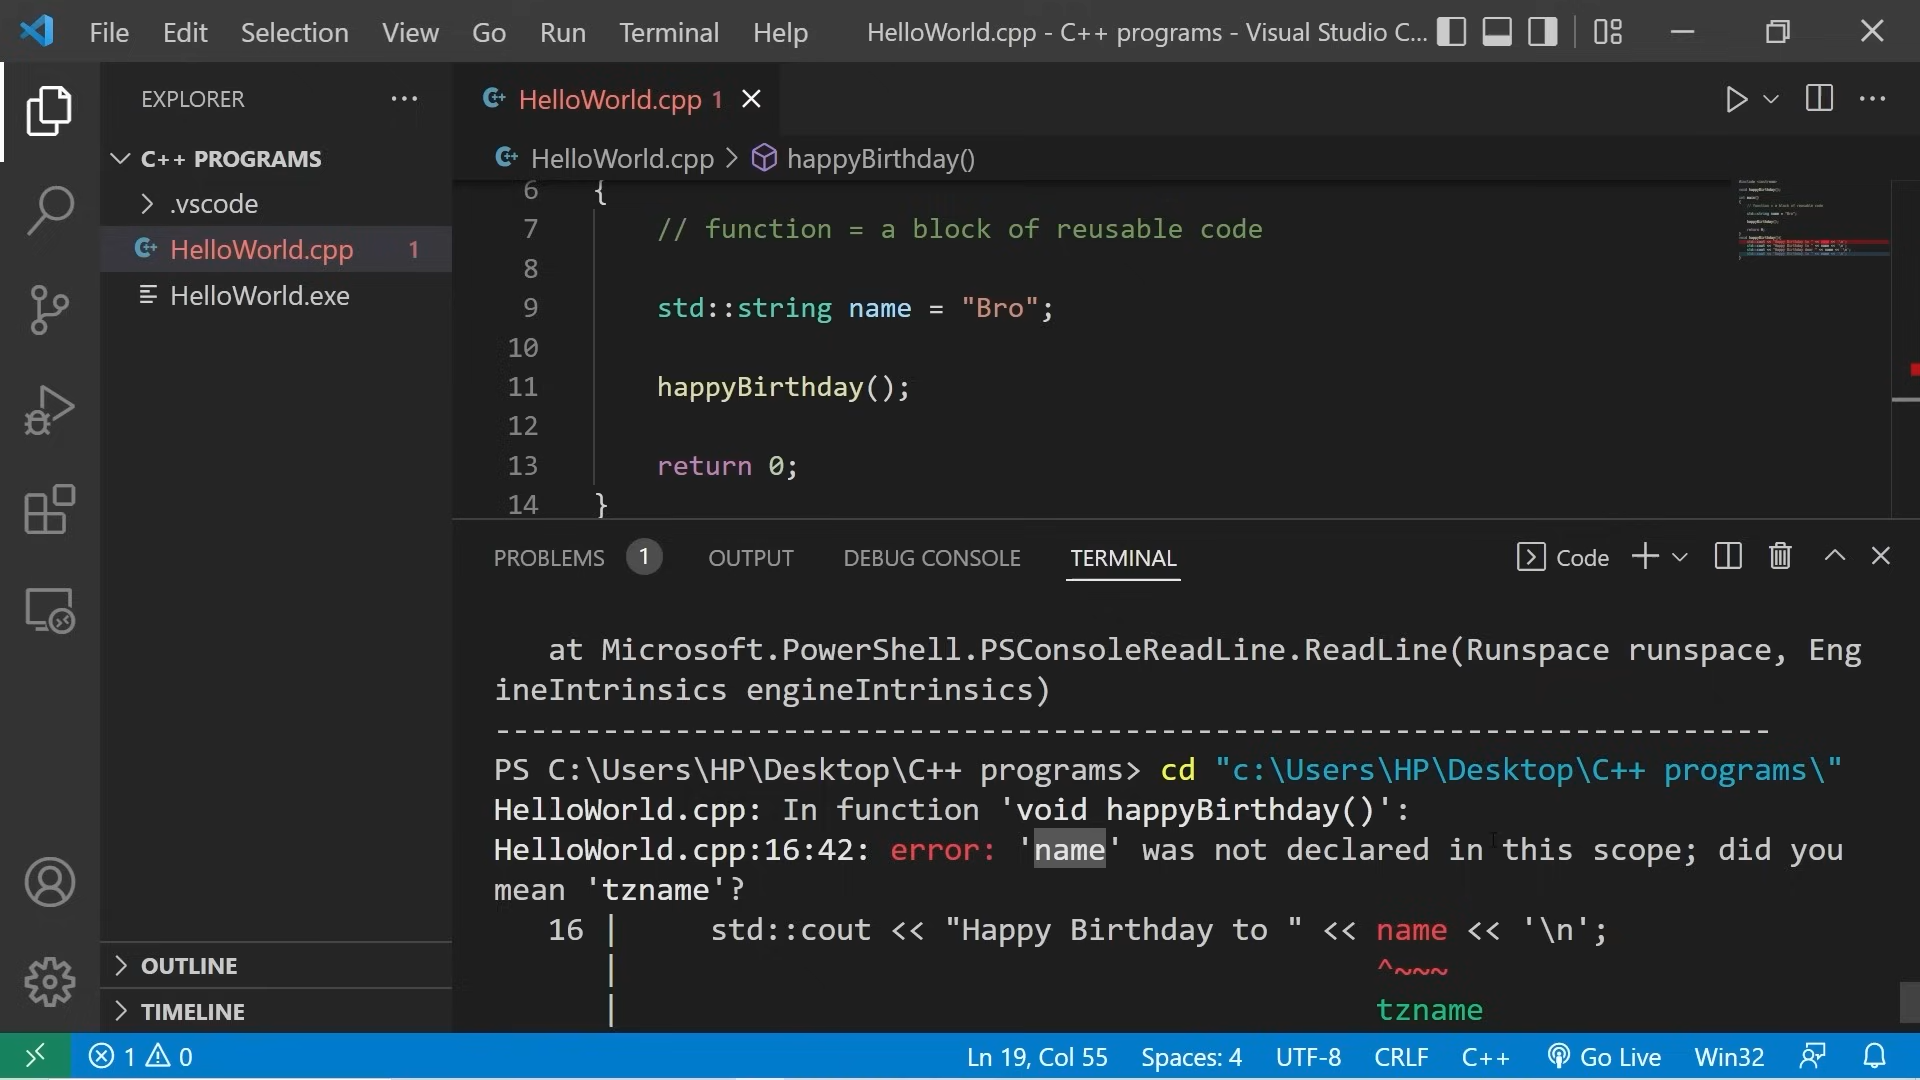 File Edit Selection View Go Run Terminal Help HelloWorld.cpp - C++ programs - Visual Studio C...
EXPLORER
C++ PROGRAMS
.vscode
HelloWorld.cpp 1
HelloWorld.exe
OUTLINE
TIMELINE
HelloWorld.cpp 1
HelloWorld.cpp > happyBirthday()
6 {
7 // function = a block of reusable code
8
9 std::string name = "Bro";
10
11 happyBirthday();
12
13 return 0;
14 }
PROBLEMS 1 OUTPUT DEBUG CONSOLE TERMINAL Code
at Microsoft.PowerShell.PSConsoleReadLine.ReadLine(Runspace runspace, Eng
ineIntrinsics engineIntrinsics)
-----------------------------------------------------------------------
PS C:\Users\HP\Desktop\C++ programs> cd "c:\Users\HP\Desktop\C++ programs\"
HelloWorld.cpp: In function 'void happyBirthday()':
HelloWorld.cpp:16:42: error: 'name' was not declared in this scope; did you
mean 'tzname'?
16 | std::cout << "Happy Birthday to " << name << '\n';
| ^~~~
| tzname
1 0 Ln 19, Col 55 Spaces: 4 UTF-8 CRLF C++ Go Live Win32